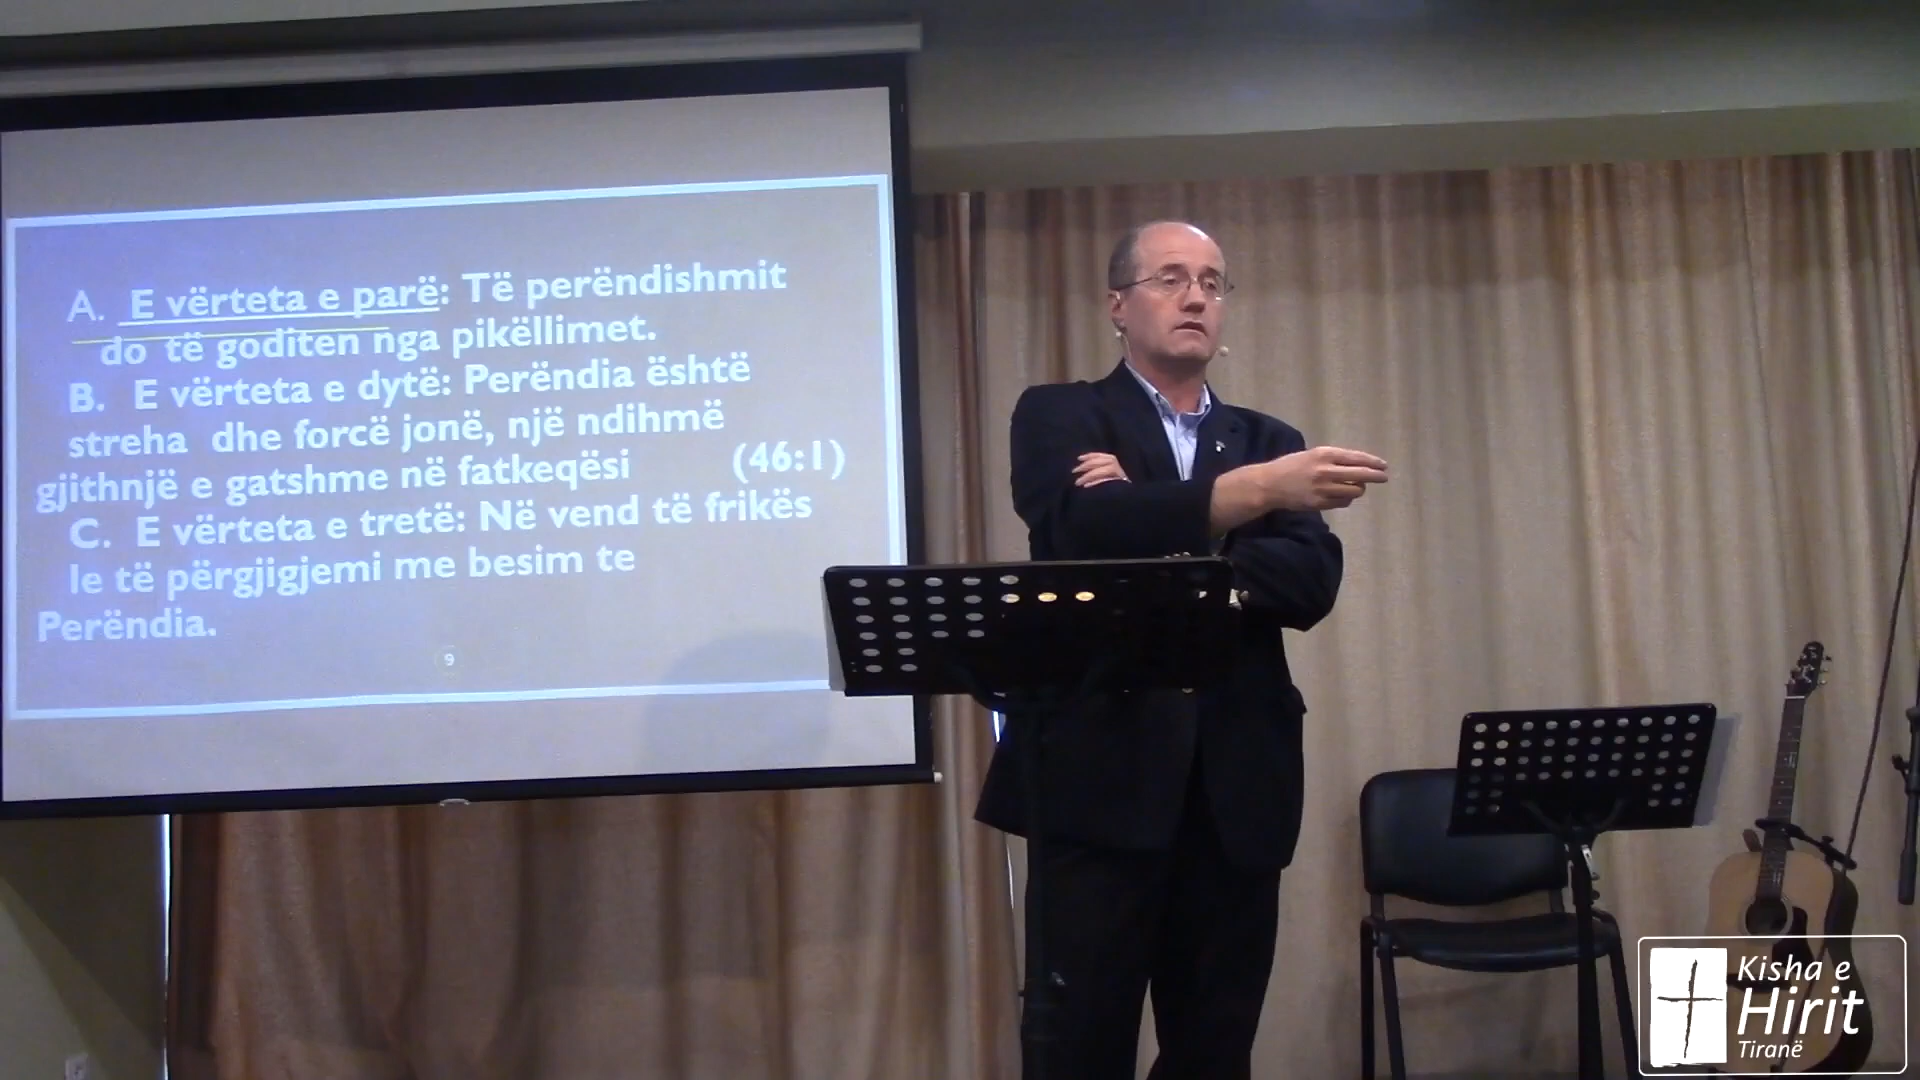 A. E vërteta e parë: Të perëndishmit
do të goditen nga pikëllimet.
B. E vërteta e dytë: Perëndia është
streha dhe forcë jonë, një ndihmë
gjithnjë e gatshme në fatkeqësi (46:1)
C. E vërteta e tretë: Në vend të frikës
le të përgjigjemi me besim te
Perëndia.
9
Kisha e
Hirit
Tiranë